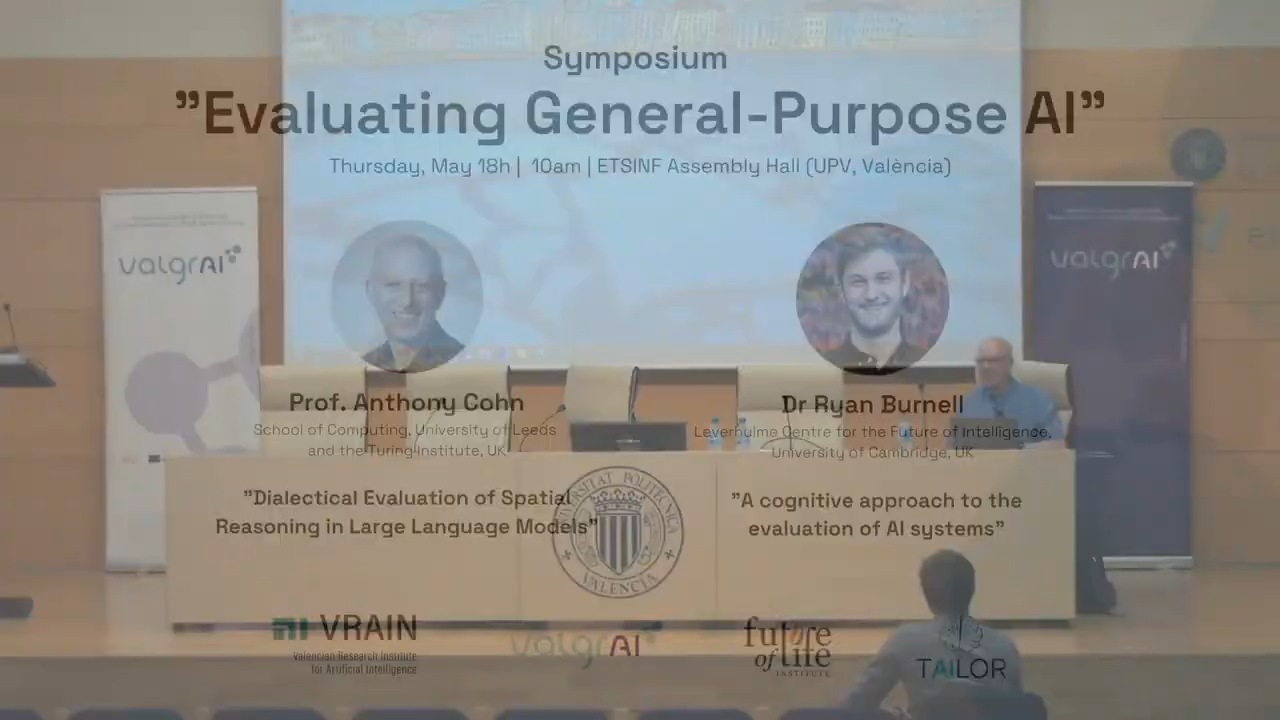 Symposium
"Evaluating General-Purpose AI"
Thursday, May 18h | 10am | ETSINF Assembly Hall (UPV, València)
valgrAI
valgrAI
Prof. Anthony Cohn
School of Computing, University of Leeds
and the Turing Institute, UK
"Dialectical Evaluation of Spatial
Reasoning in Large Language Models"
Dr Ryan Burnell
Leverhulme Centre for the Future of Intelligence,
University of Cambridge, UK
"A cognitive approach to the
evaluation of AI systems"
UNIVERSITAT POLITECNICA
VALENCIA
VRAIN
Valencian Research Institute
for Artificial Intelligence
valgrAI
future
of life
INSTITUTE
TAILOR